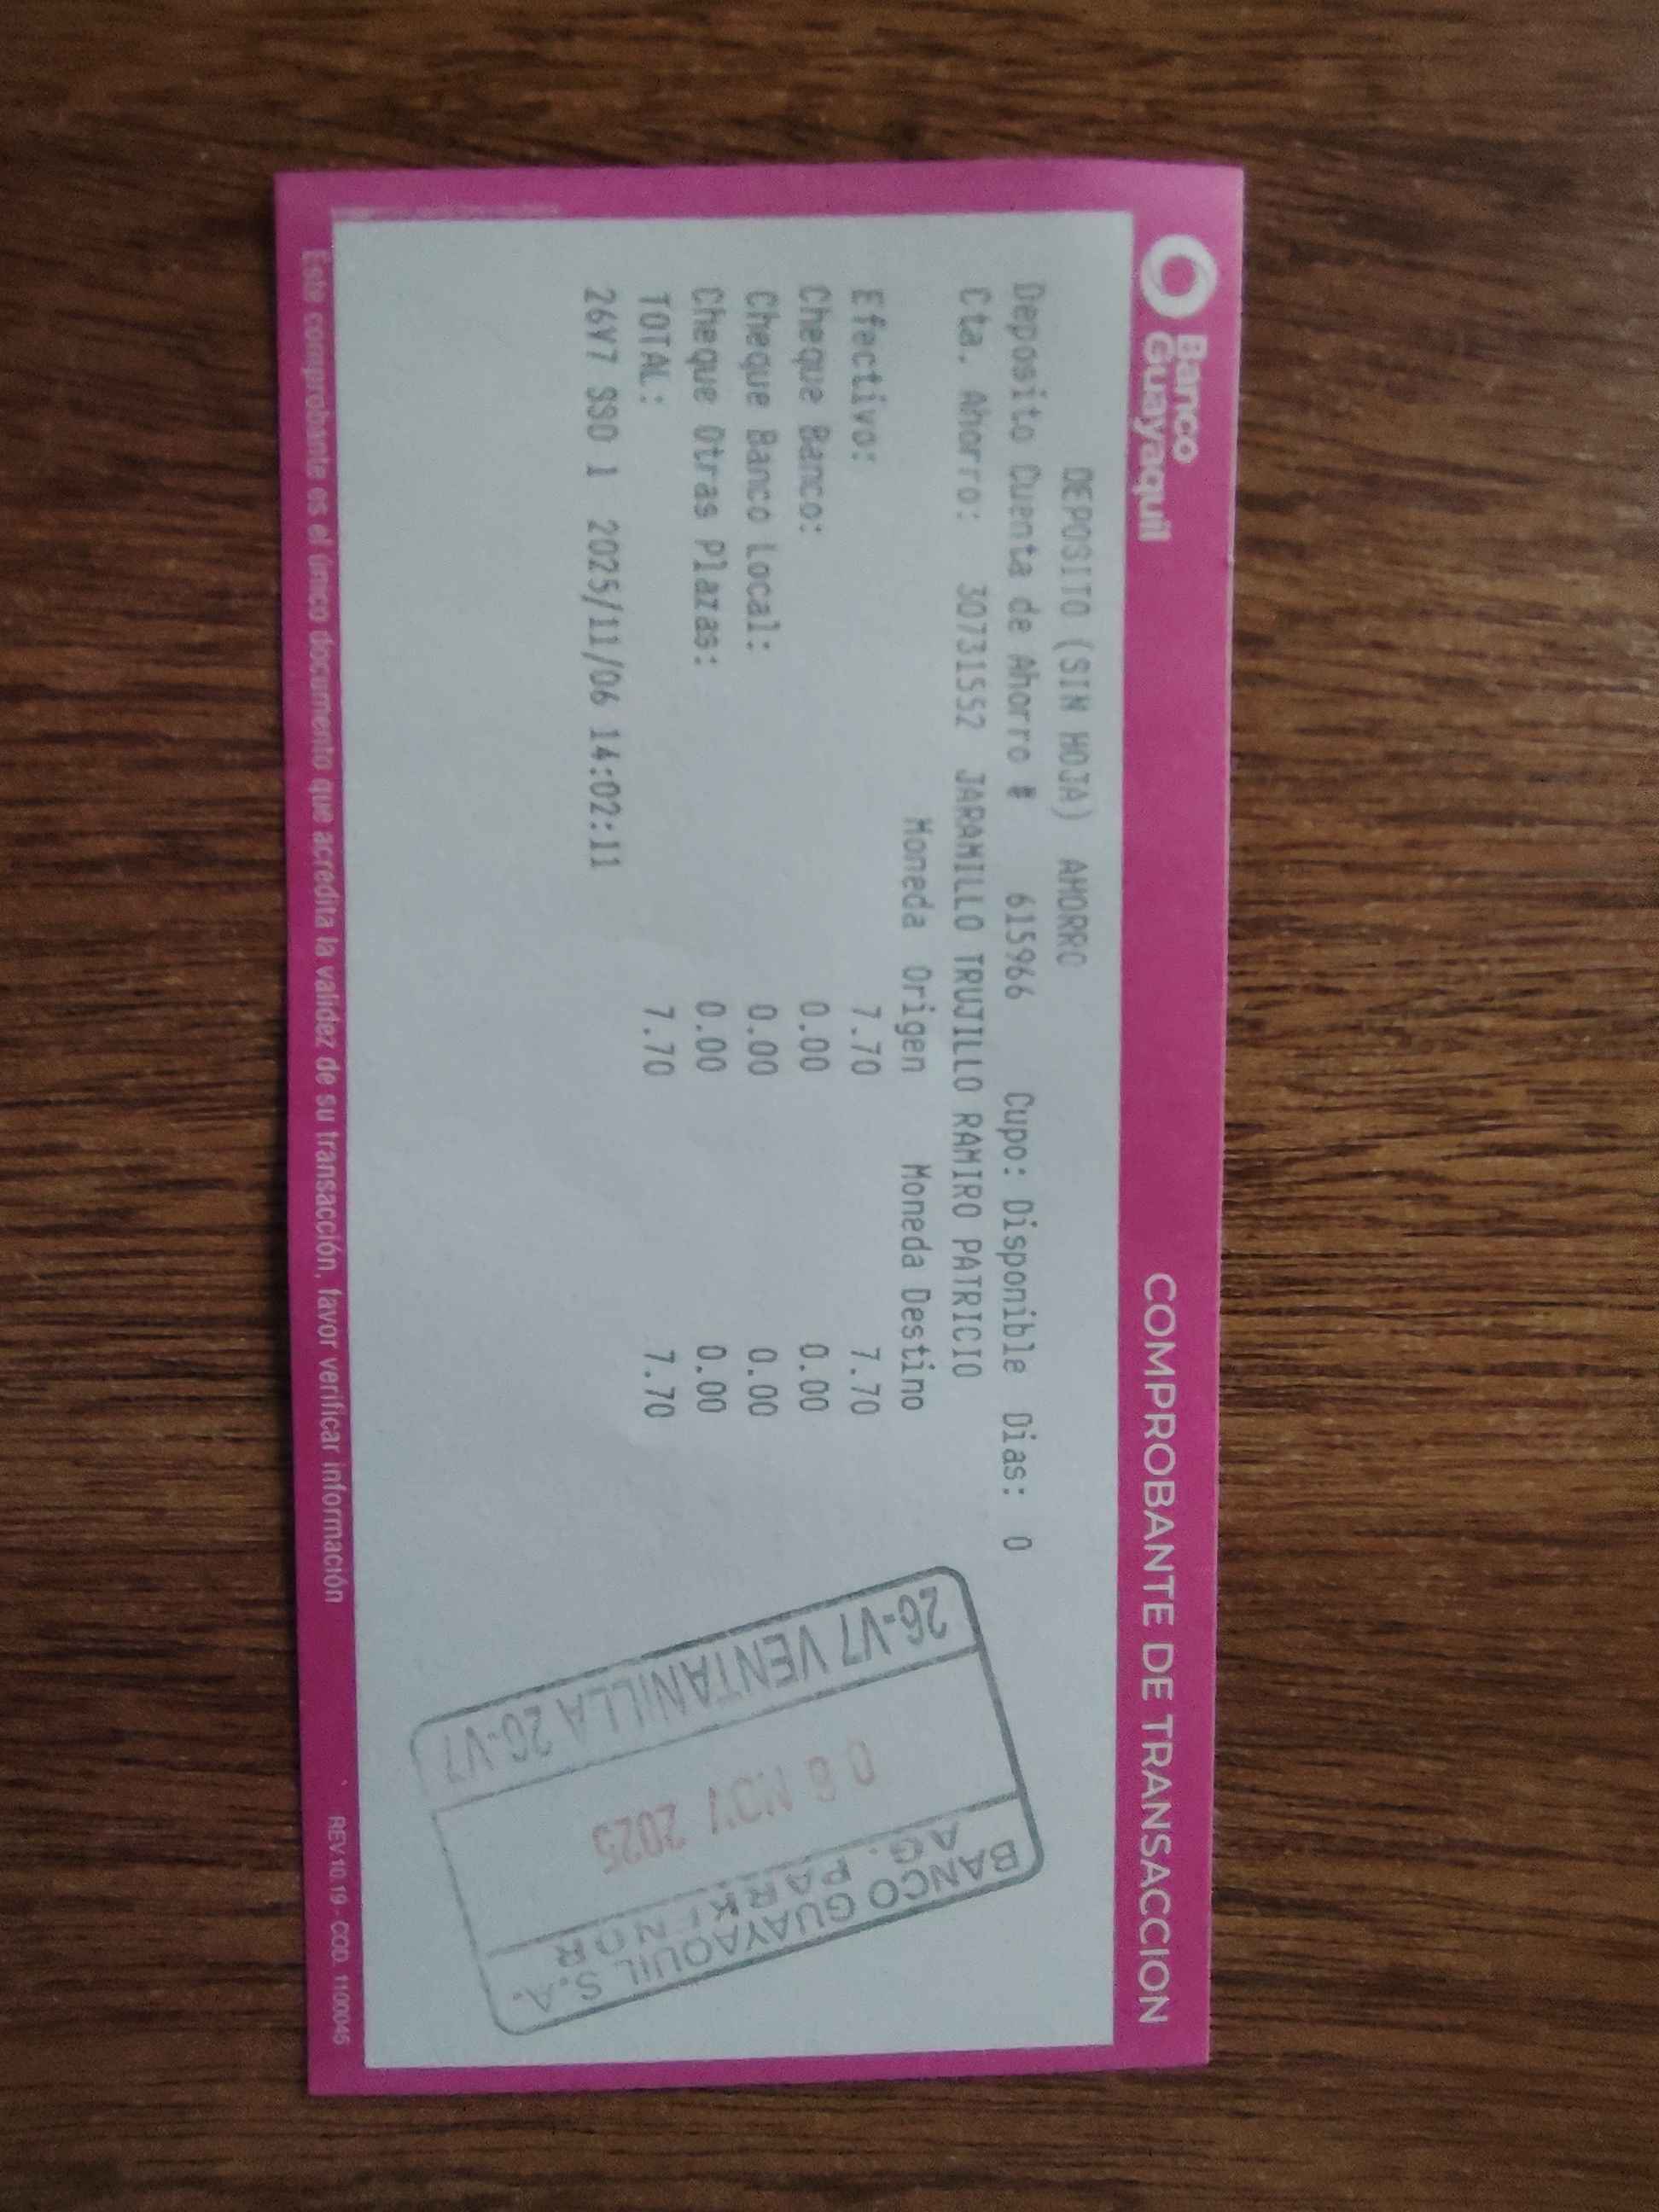 Banco
Guayaquil
COMPROBANTE DE TRANSACCION
DEPOSITO (SIN HOJA) AHORRO
Deposito Cuenta de Ahorro # 615966 Cupo: Disponible Dias: 0
Cta. Ahorro: 30731552 JARAMILLO TRUJILLO RAMIRO PATRICIO
Moneda Origen Moneda Destino
Efectivo: 7.70 7.70
Cheque Banco: 0.00 0.00
Cheque Banco Local: 0.00 0.00
Cheque Otras Plazas: 0.00 0.00
TOTAL: 7.70 7.70
26V7 SSO 1 2025/11/06 14:02:11
BANCO GUAYAQUIL S.A.
AG. PARKENOR
06 NOV 2025
26-V7 VENTANILLA 26-V7
Este comprobante es el único documento que acredita la validez de su transacción, favor verificar información
REV.10.19 - COD. 1100045